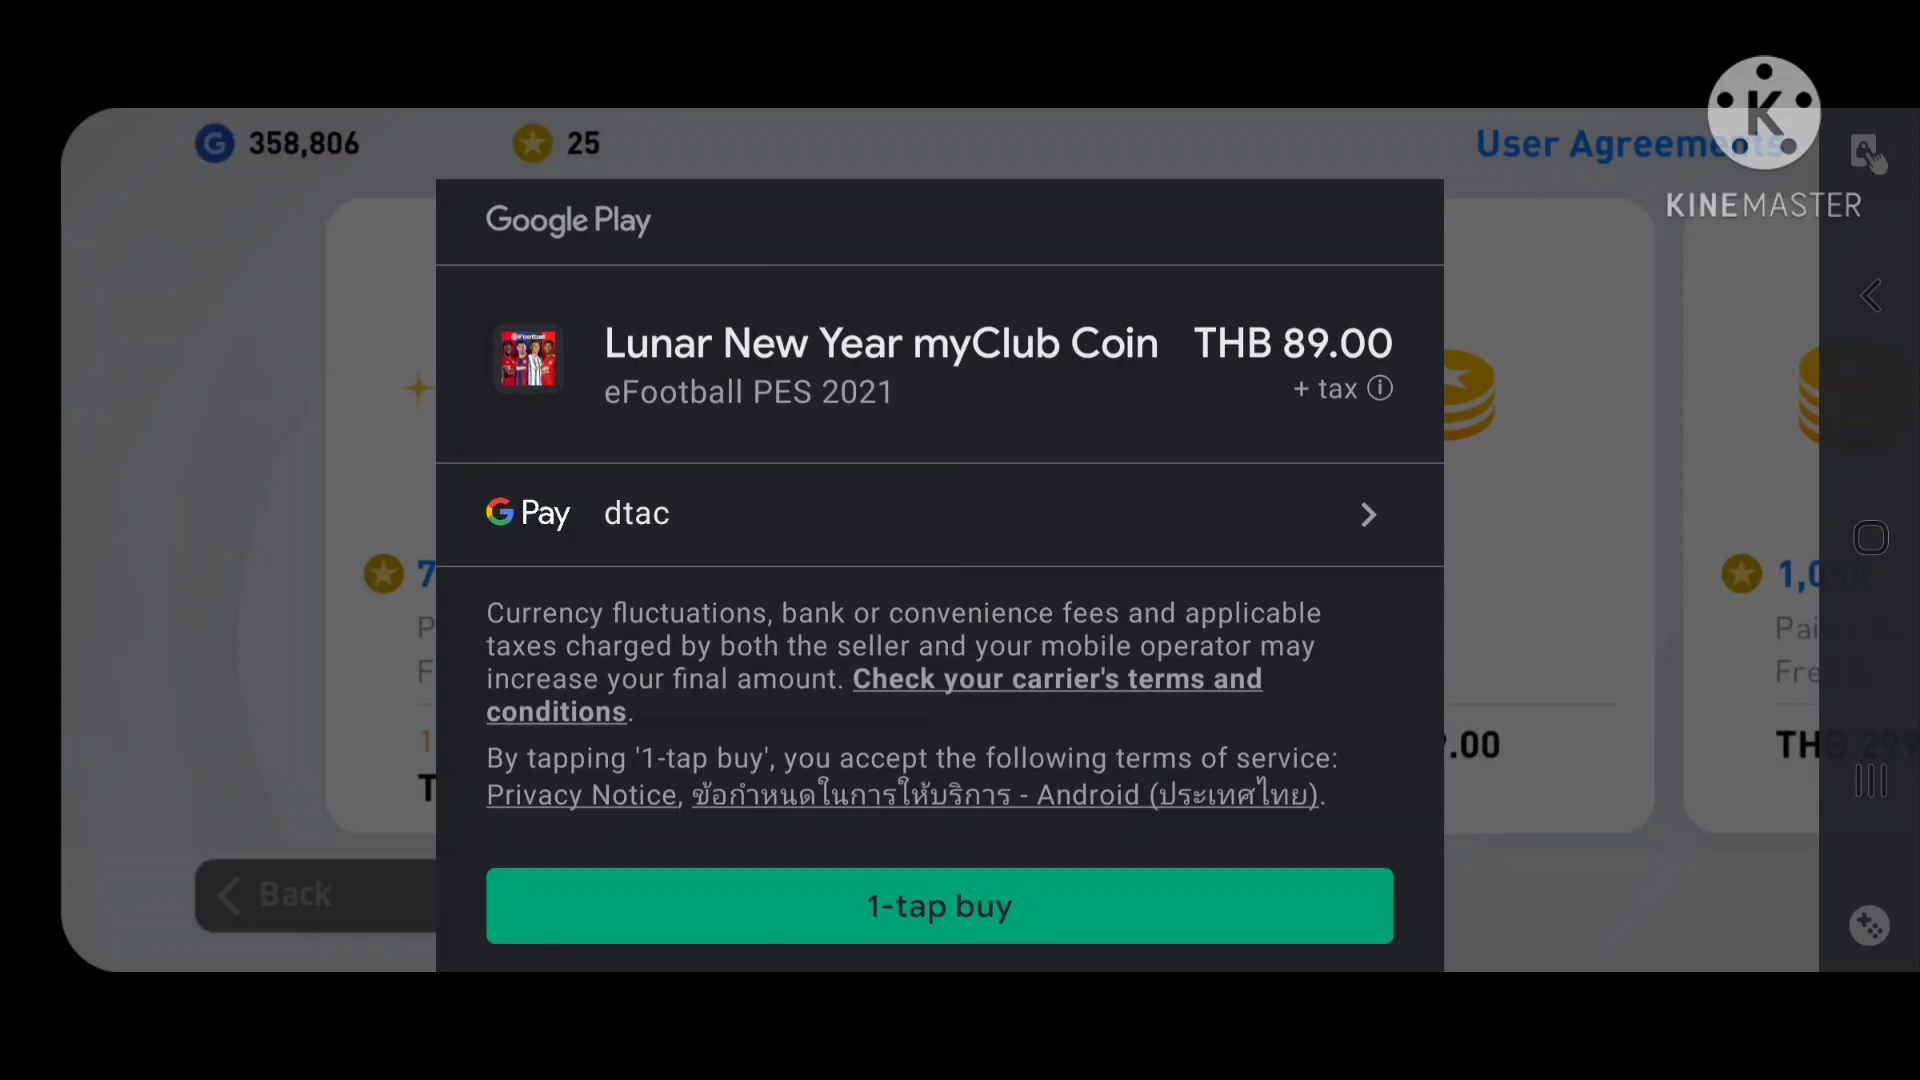 358,806
25
User Agreements
KINEMASTER
Google Play
Lunar New Year myClub Coin
THB 89.00
eFootball PES 2021
+ tax
G Pay
dtac
Currency fluctuations, bank or convenience fees and applicable
taxes charged by both the seller and your mobile operator may
increase your final amount. Check your carrier's terms and
conditions.
By tapping '1-tap buy', you accept the following terms of service:
Privacy Notice, ข้อกำหนดในการให้บริการ - Android (ประเทศไทย).
1-tap buy
Back
7
P
F
1
T
.00
Pai
Fre
THB 299